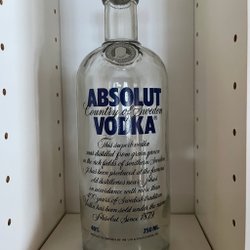 ABSOLUT
Country of Sweden
VODKA
This superb vodka
was distilled from grain grown
in the rich fields of southern Sweden.
It has been produced at the famous
old distilleries near Åhus
in accordance with more than
400 years of Swedish tradition.
Vodka has been sold under the name
Absolut Since 1879.
40%
750 ML.